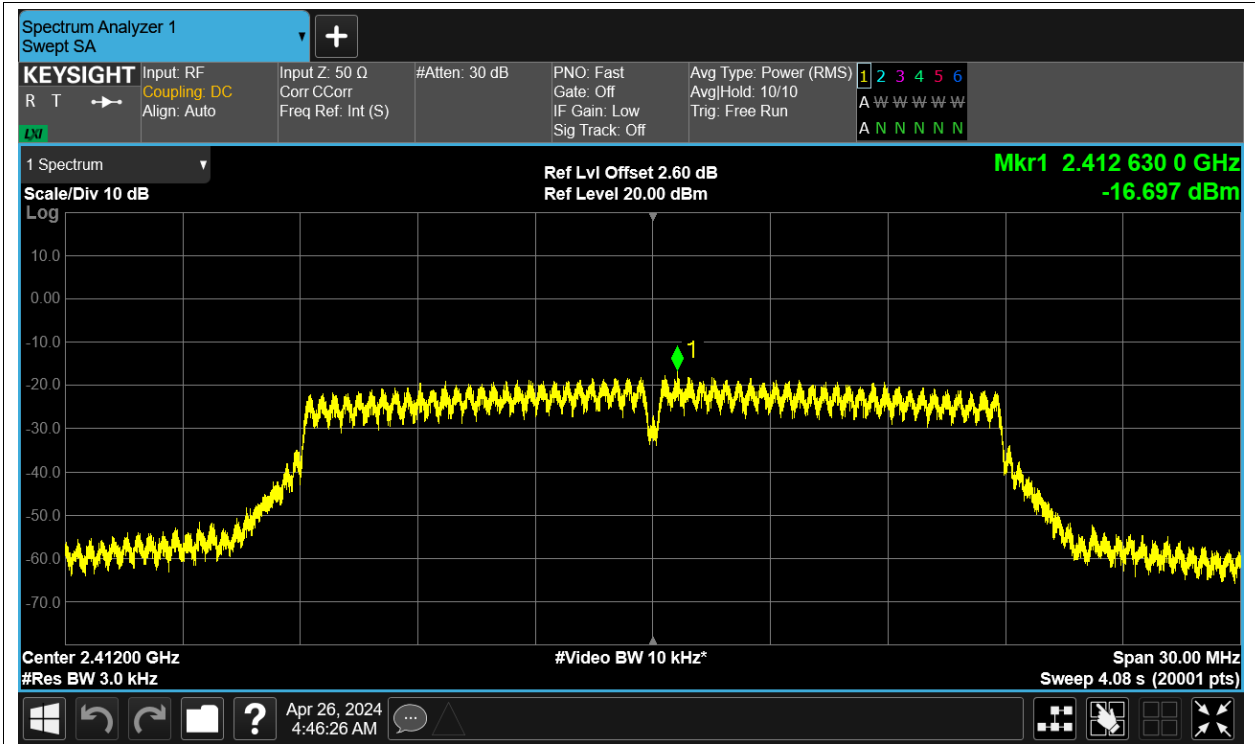 Spectrum Analyzer 1
Swept SA
KEYSIGHT
R T
LXI
Input: RF
Coupling: DC
Align: Auto
Input Z: 50 Ω
Corr CCorr
Freq Ref: Int (S)
#Atten: 30 dB
PNO: Fast
Gate: Off
IF Gain: Low
Sig Track: Off
Avg Type: Power (RMS)
Avg|Hold: 10/10
Trig: Free Run
1 2 3 4 5 6
A W W W W W
A N N N N N
1 Spectrum
Scale/Div 10 dB
Log
Ref Lvl Offset 2.60 dB
Ref Level 20.00 dBm
Mkr1 2.412 630 0 GHz
-16.697 dBm
10.0
0.00
-10.0
-20.0
-30.0
-40.0
-50.0
-60.0
-70.0
1
Center 2.41200 GHz
#Res BW 3.0 kHz
#Video BW 10 kHz*
Span 30.00 MHz
Sweep 4.08 s (20001 pts)
?
Apr 26, 2024
4:46:26 AM